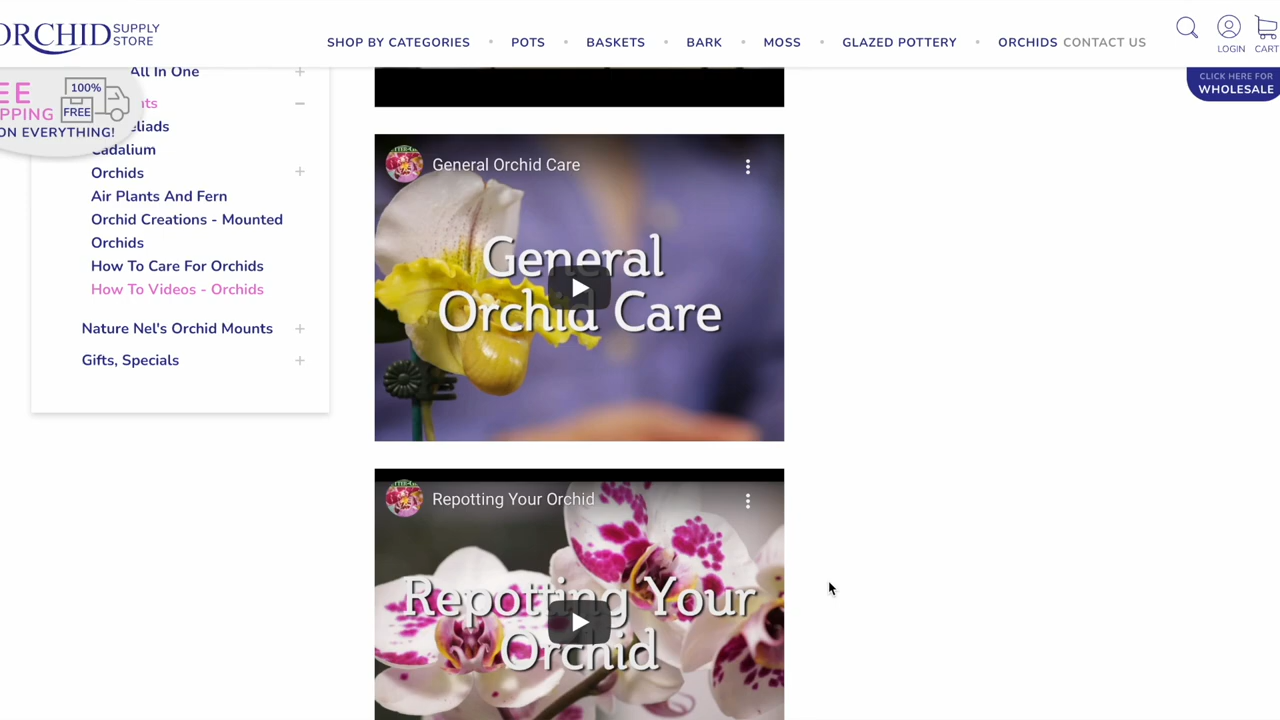 ORCHID SUPPLY STORE
SHOP BY CATEGORIES • POTS • BASKETS • BARK • MOSS • GLAZED POTTERY • ORCHIDS CONTACT US
LOGIN
CART
CLICK HERE FOR
WHOLESALE
EE
PPING
ON EVERYTHING!
100%
FREE
All In One
nts
eliads
Cadalium
Orchids
Air Plants And Fern
Orchid Creations - Mounted
Orchids
How To Care For Orchids
How To Videos - Orchids
Nature Nel's Orchid Mounts
Gifts, Specials
General Orchid Care
General
Orchid Care
Repotting Your Orchid
Repotting Your
Orchid